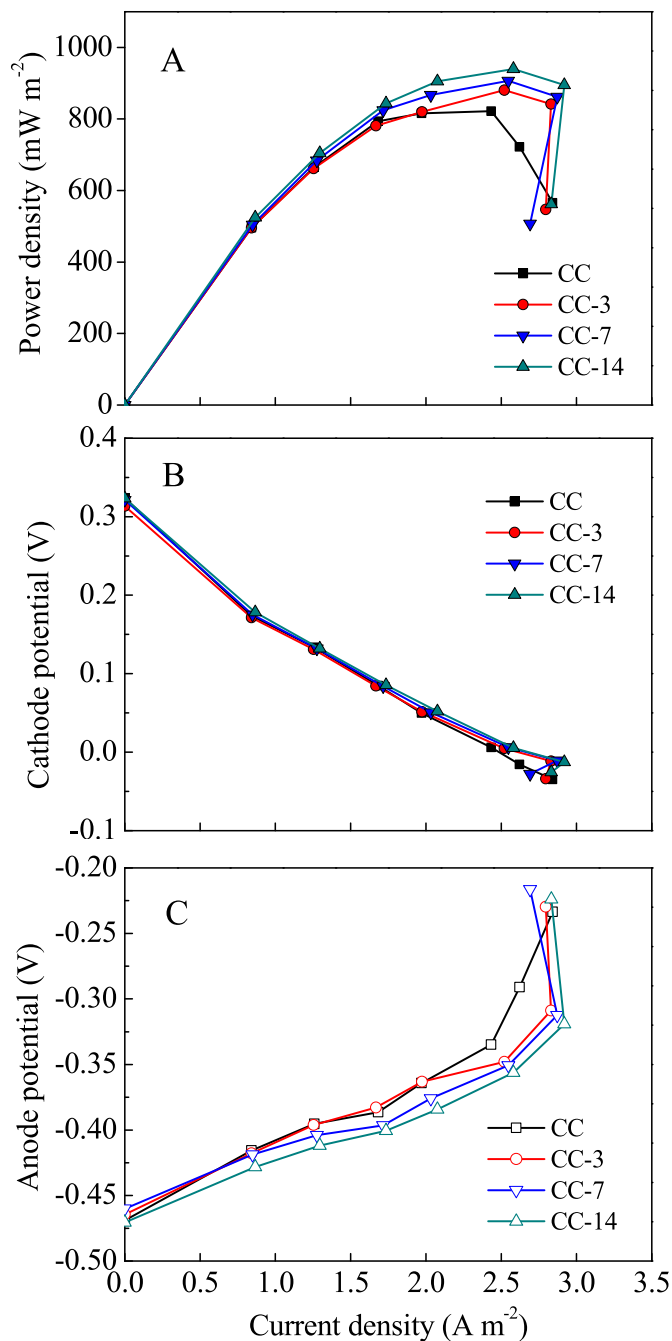 A
Power density (mW m⁻²)
1000
800
600
400
200
0
CC
CC-3
CC-7
CC-14
B
Cathode potential (V)
0.4
0.3
0.2
0.1
0.0
-0.1
CC
CC-3
CC-7
CC-14
C
Anode potential (V)
-0.20
-0.25
-0.30
-0.35
-0.40
-0.45
-0.50
CC
CC-3
CC-7
CC-14
0.0 1.0 1.5 2.0 2.5 3.0 3.5
Current density (A m⁻²)